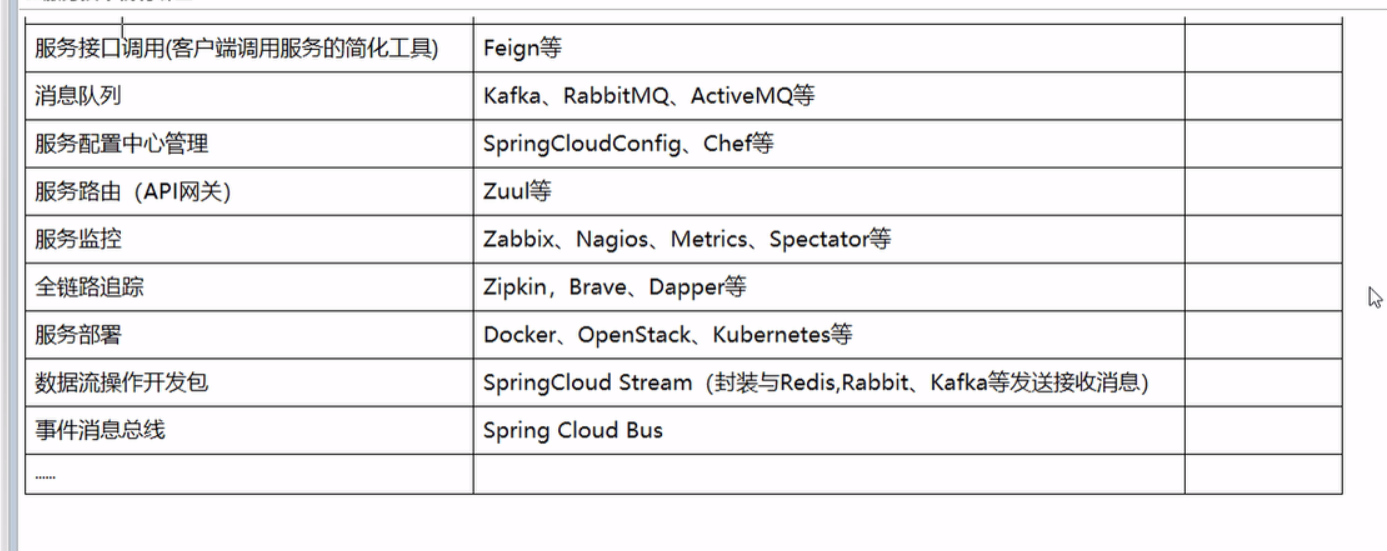 服务接口调用(客户端调用服务的简化工具) Feign等
消息队列 Kafka、RabbitMQ、ActiveMQ等
服务配置中心管理 SpringCloudConfig、Chef等
服务路由（API网关） Zuul等
服务监控 Zabbix、Nagios、Metrics、Spectator等
全链路追踪 Zipkin，Brave、Dapper等
服务部署 Docker、OpenStack、Kubernetes等
数据流操作开发包 SpringCloud Stream（封装与Redis,Rabbit、Kafka等发送接收消息）
事件消息总线 Spring Cloud Bus
......